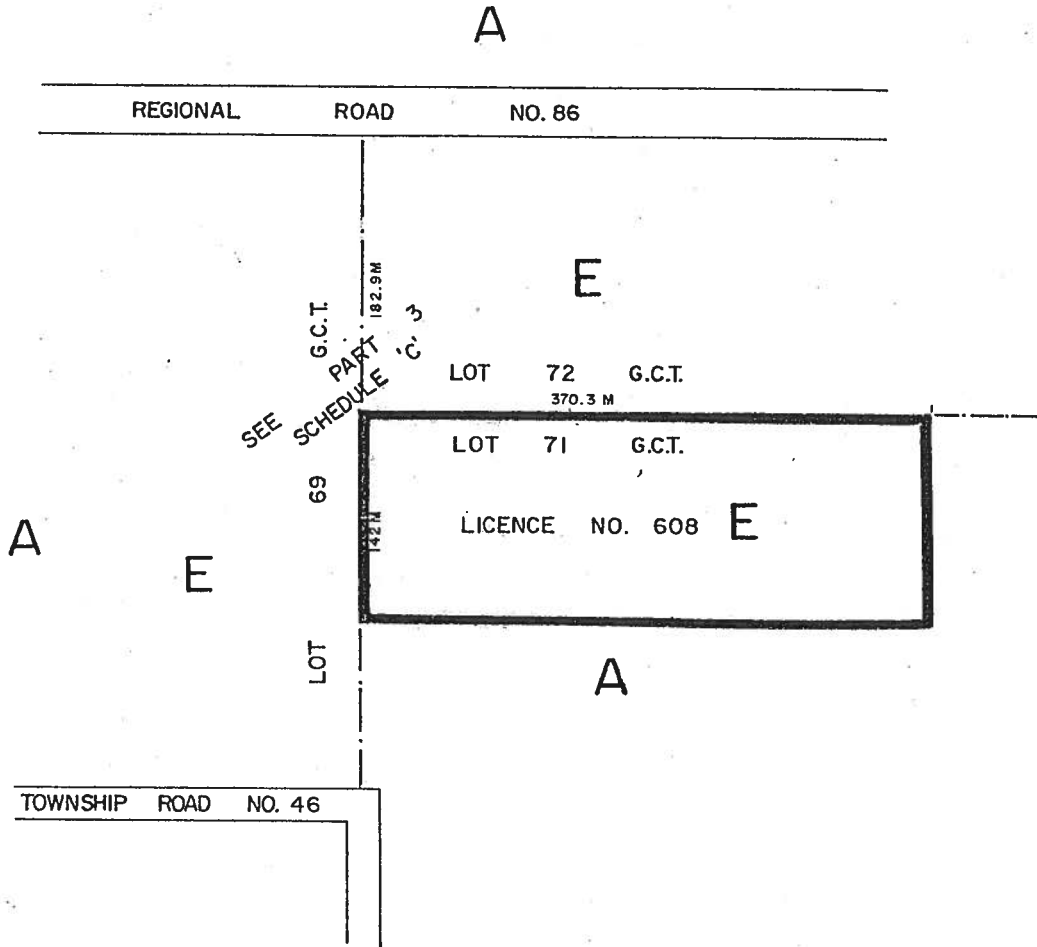 A
REGIONAL ROAD NO. 86
182.9M
G.C.T.
E
SEE PART 3
SCHEDULE 'C'
LOT 72 G.C.T.
370.3 M
LOT 71 G.C.T.
LOT 69
142 M
LICENCE NO. 608 E
A
E
A
TOWNSHIP ROAD NO. 46